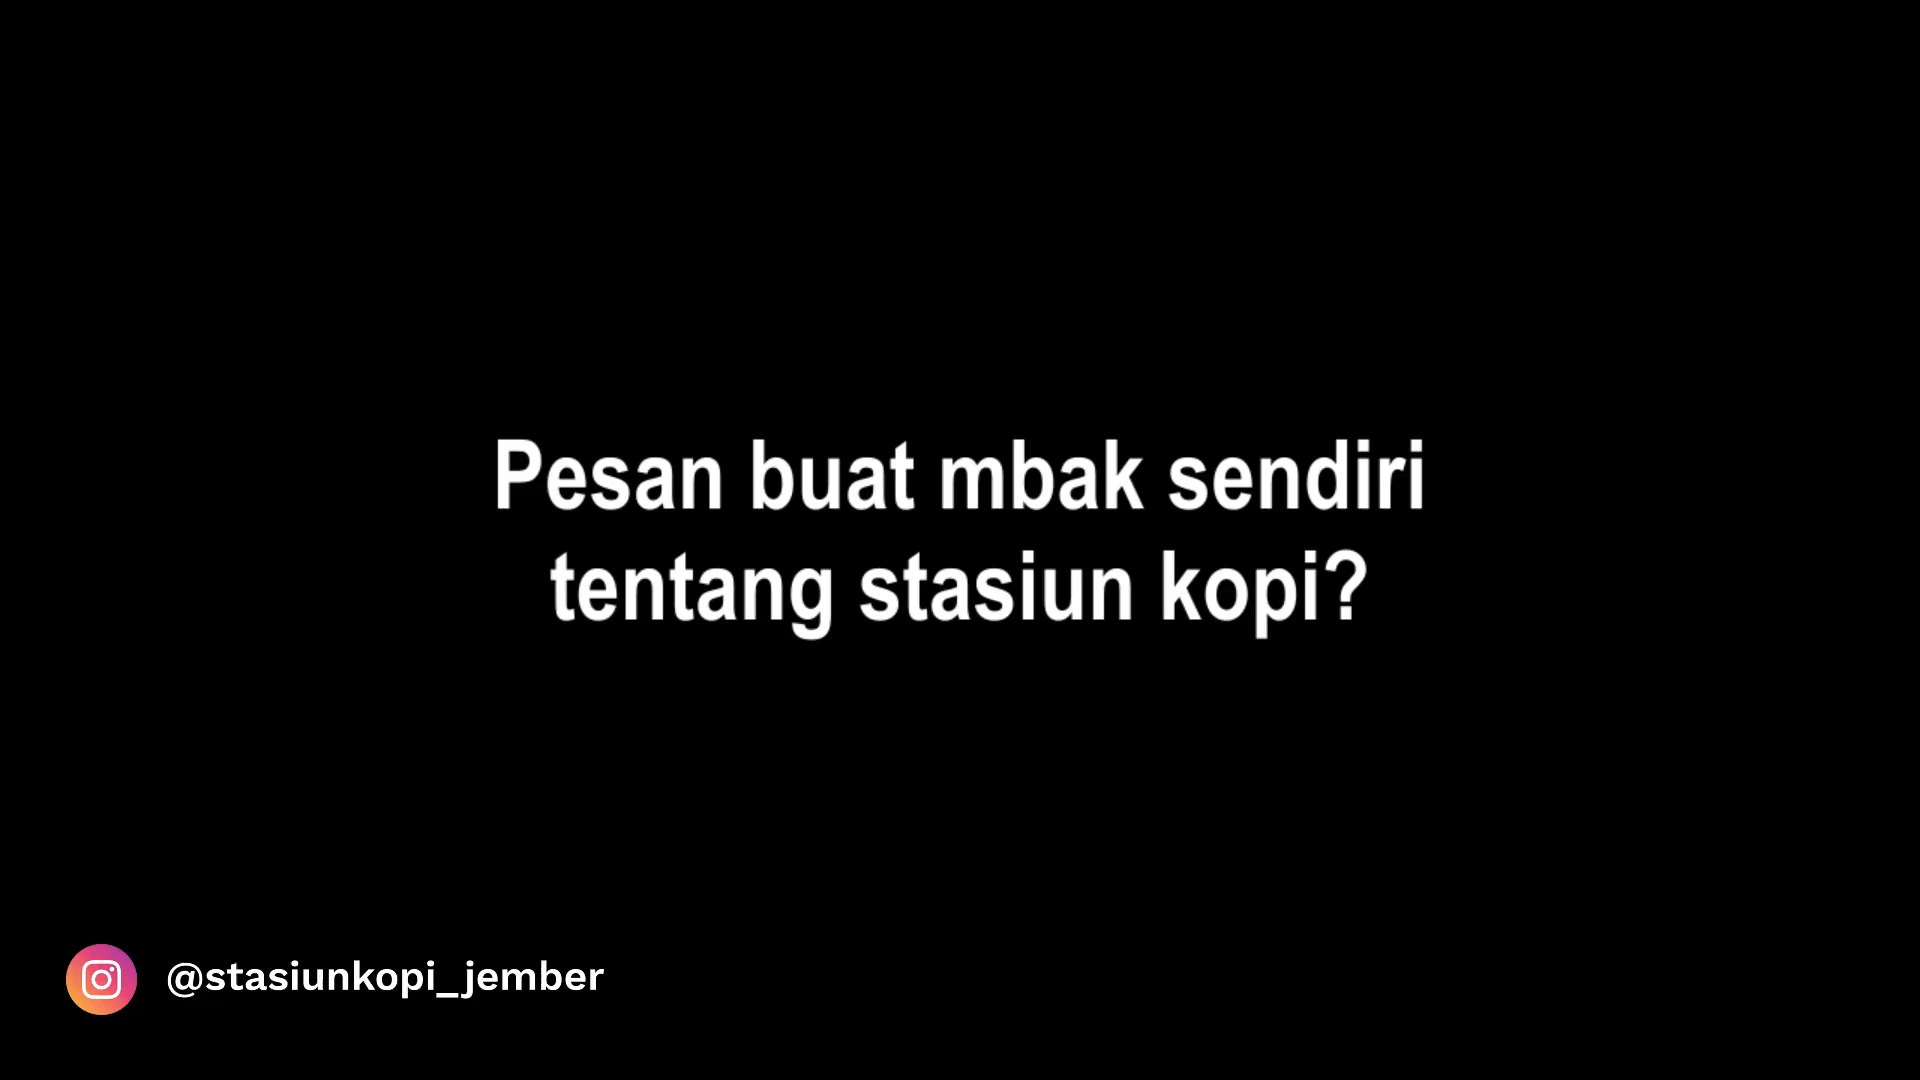 Pesan buat mbak sendiri
tentang stasiun kopi?
@stasiunkopi_jember